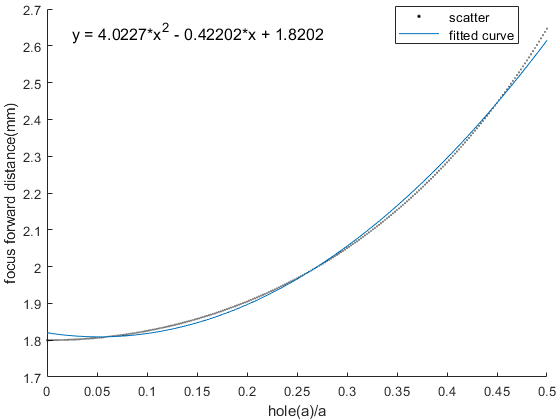 2.7
scatter
fitted curve
y = 4.0227*x² - 0.42202*x + 1.8202
2.6
2.5
2.4
2.3
2.2
2.1
2
1.9
1.8
1.7
focus forward distance(mm)
0 0.05 0.1 0.15 0.2 0.25 0.3 0.35 0.4 0.45 0.5
hole(a)/a